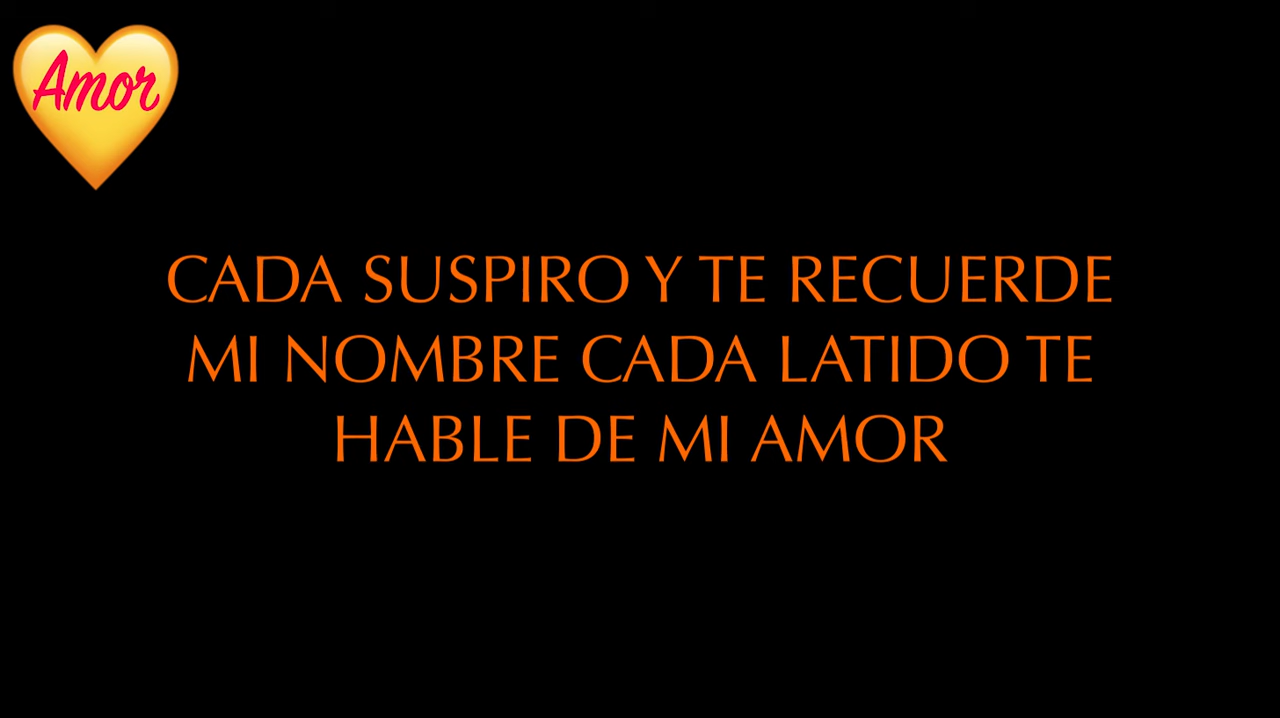 Amor
CADA SUSPIRO Y TE RECUERDE
MI NOMBRE CADA LATIDO TE
HABLE DE MI AMOR